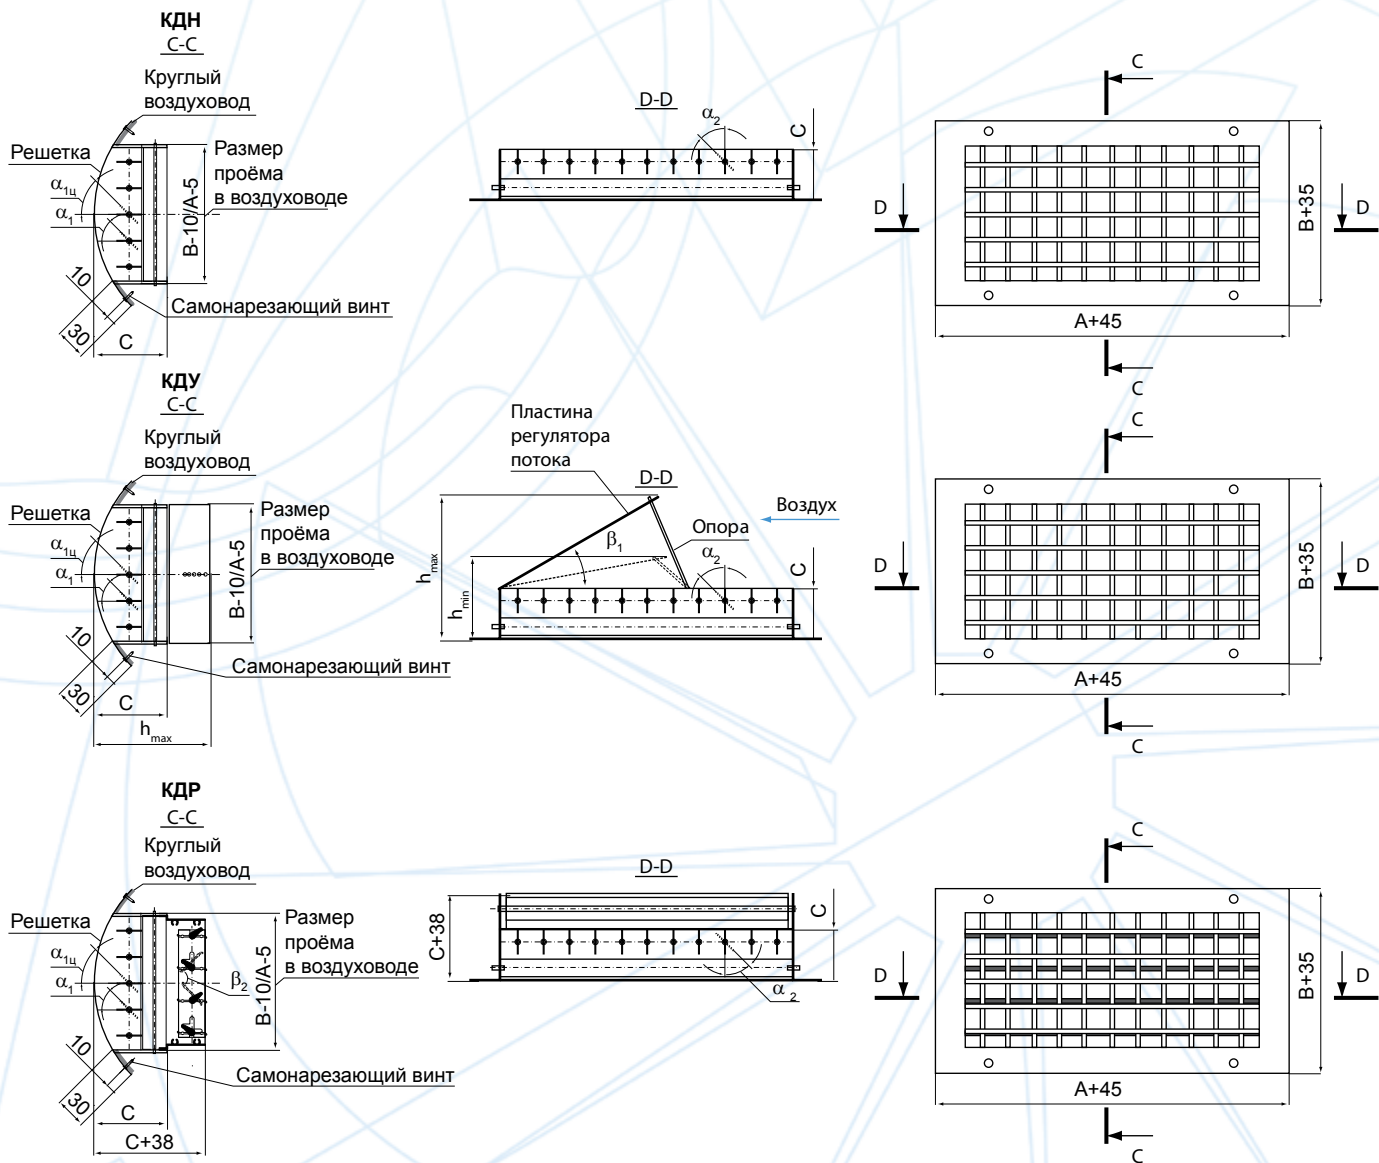 КДН
C-C
Круглый
воздуховод
Решетка
α1ц
α1
Размер
проёма
в воздуховоде
В-10/А-5
10
30
Самонарезающий винт
C
D-D
α2
C
C
D
D
B+35
A+45
C
КДУ
C-C
Круглый
воздуховод
Решетка
α1ц
α1
Размер
проёма
в воздуховоде
В-10/А-5
10
30
Самонарезающий винт
C
hmax
Пластина
регулятора
потока
D-D
Воздух
Опора
β1
α2
hmax
hmin
C
C
D
D
B+35
A+45
C
КДР
C-C
Круглый
воздуховод
Решетка
α1ц
α1
Размер
проёма
в воздуховоде
β2
В-10/А-5
10
30
Самонарезающий винт
C
C+38
D-D
C+38
C
α2
C
D
D
B+35
A+45
C